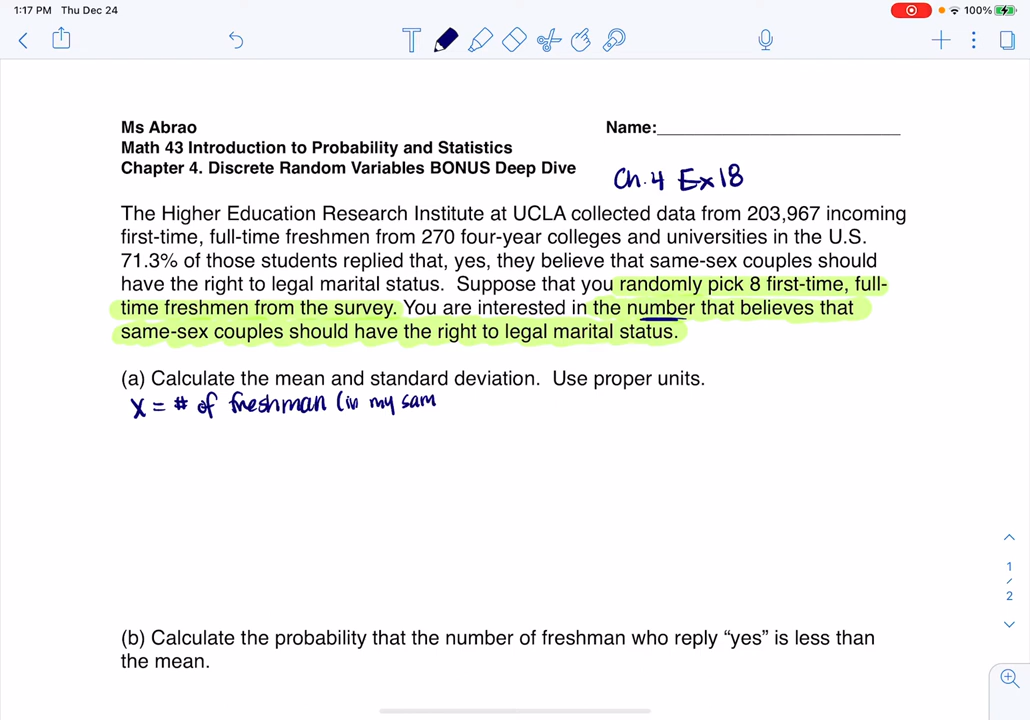 1:17 PM Thu Dec 24
100%
T
Ms Abrao
Name:
Math 43 Introduction to Probability and Statistics
Chapter 4. Discrete Random Variables BONUS Deep Dive
Ch.4 Ex18
The Higher Education Research Institute at UCLA collected data from 203,967 incoming
first-time, full-time freshmen from 270 four-year colleges and universities in the U.S.
71.3% of those students replied that, yes, they believe that same-sex couples should
have the right to legal marital status. Suppose that you randomly pick 8 first-time, full-
time freshmen from the survey. You are interested in the number that believes that
same-sex couples should have the right to legal marital status.
(a) Calculate the mean and standard deviation. Use proper units.
X = # of freshman (in my sam
1
/
2
(b) Calculate the probability that the number of freshman who reply “yes” is less than
the mean.